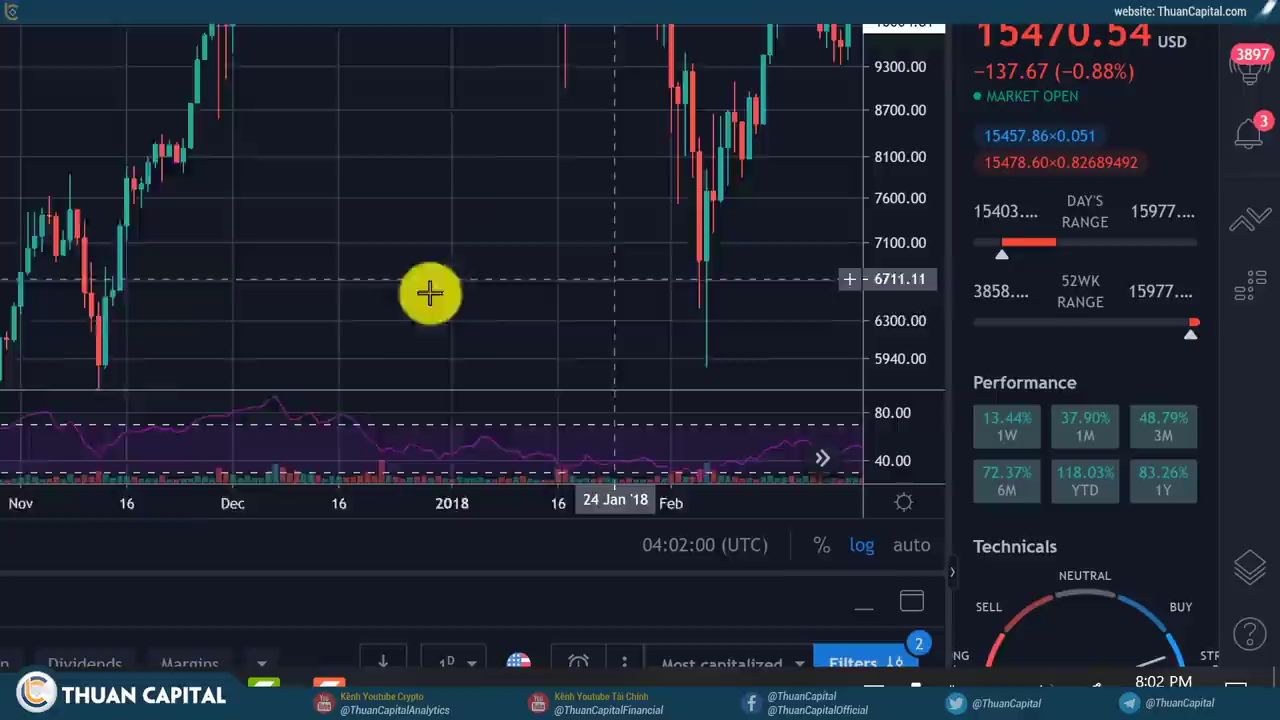 website: ThuanCapital.com
15470.54 USD
−137.67 (−0.88%)
MARKET OPEN
15457.86×0.051
15478.60×0.82689492
15403.... DAY'S RANGE 15977....
3858.... 52WK RANGE 15977....
Performance
13.44% 37.90% 48.79%
1W 1M 3M
72.37% 118.03% 83.26%
6M YTD 1Y
Technicals
NEUTRAL
SELL BUY
NG STR
3897
3
9300.00
8700.00
8100.00
7600.00
7100.00
6711.11
6300.00
5940.00
80.00
40.00
Nov 16 Dec 16 2018 16 24 Jan '18 Feb
04:02:00 (UTC) % log auto
n Dividends Margins 1D Most capitalized Filters 2
8:02 PM
THUAN CAPITAL
Kênh Youtube Crypto
@ThuanCapitalAnalytics
Kênh Youtube Tài Chính
@ThuanCapitalFinancial
@ThuanCapital
@ThuanCapitalOfficial
@ThuanCapital
@ThuanCapital